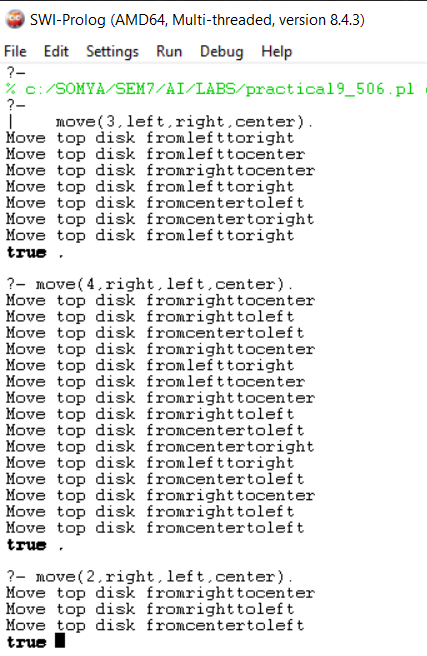 SWI-Prolog (AMD64, Multi-threaded, version 8.4.3)
File Edit Settings Run Debug Help
?-
% c:/SOMYA/SEM7/AI/LABS/practical9_506.pl
?-
|    move(3,left,right,center).
Move top disk fromlefttoright
Move top disk fromlefttocenter
Move top disk fromrighttocenter
Move top disk fromlefttoright
Move top disk fromcentertoleft
Move top disk fromcentertoright
Move top disk fromlefttoright
true .
?- move(4,right,left,center).
Move top disk fromrighttocenter
Move top disk fromrighttoleft
Move top disk fromcentertoleft
Move top disk fromrighttocenter
Move top disk fromlefttoright
Move top disk fromlefttocenter
Move top disk fromrighttocenter
Move top disk fromrighttoleft
Move top disk fromcentertoleft
Move top disk fromcentertoright
Move top disk fromlefttoright
Move top disk fromcentertoleft
Move top disk fromrighttocenter
Move top disk fromrighttoleft
Move top disk fromcentertoleft
true .
?- move(2,right,left,center).
Move top disk fromrighttocenter
Move top disk fromrighttoleft
Move top disk fromcentertoleft
true